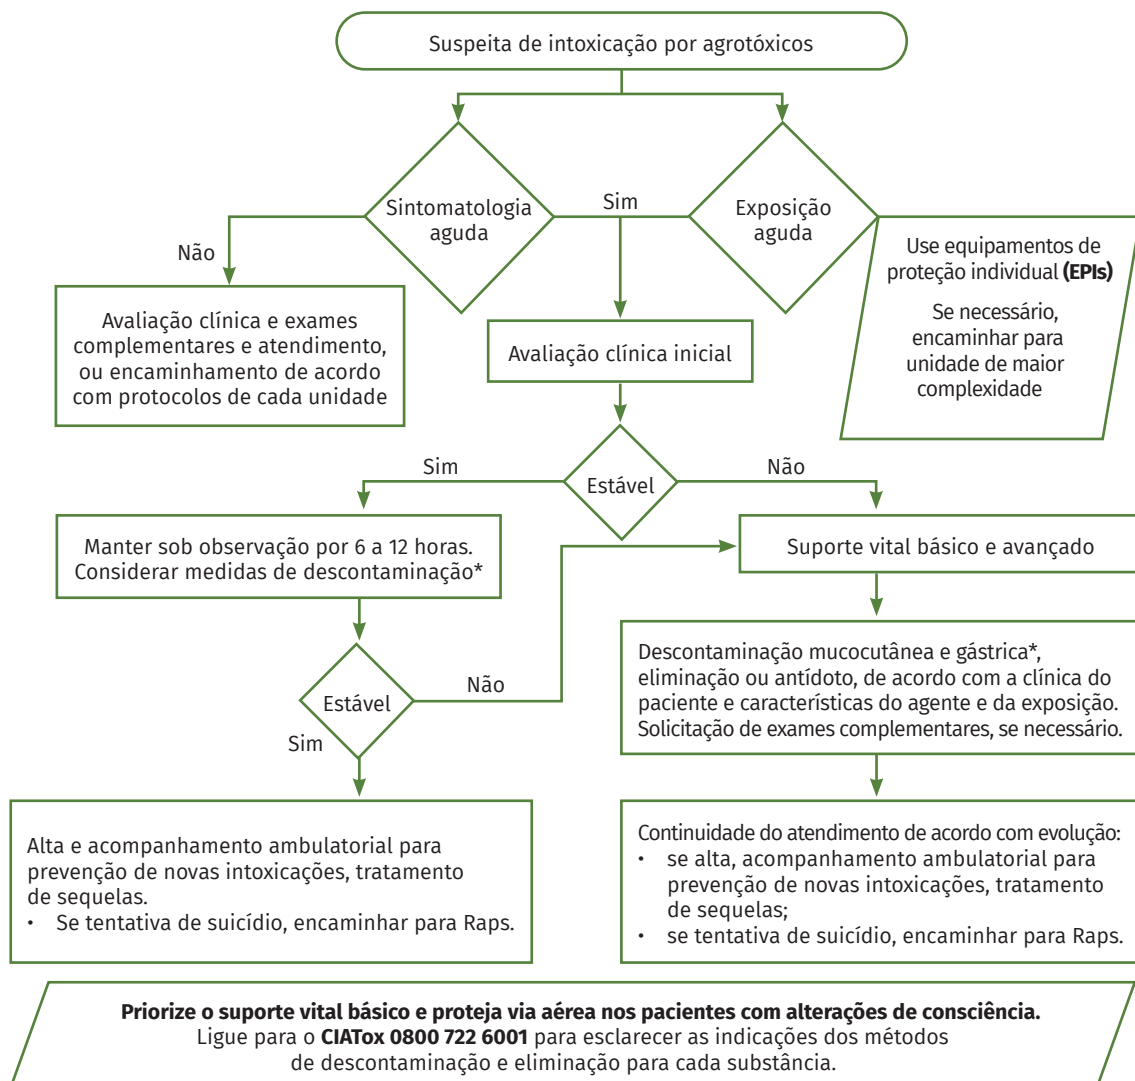 Suspeita de intoxicação por agrotóxicos
Sintomatologia
aguda
Sim
Exposição
aguda
Não
Use equipamentos de
proteção individual (EPIs)
Se necessário,
encaminhar para
unidade de maior
complexidade
Avaliação clínica e exames
complementares e atendimento,
ou encaminhamento de acordo
com protocolos de cada unidade
Avaliação clínica inicial
Sim
Estável
Não
Manter sob observação por 6 a 12 horas.
Considerar medidas de descontaminação*
Suporte vital básico e avançado
Estável
Não
Sim
Descontaminação mucocutânea e gástrica*,
eliminação ou antídoto, de acordo com a clínica do
paciente e características do agente e da exposição.
Solicitação de exames complementares, se necessário.
Alta e acompanhamento ambulatorial para
prevenção de novas intoxicações, tratamento
de sequelas.
• Se tentativa de suicídio, encaminhar para Raps.
Continuidade do atendimento de acordo com evolução:
• se alta, acompanhamento ambulatorial para
prevenção de novas intoxicações, tratamento
de sequelas;
• se tentativa de suicídio, encaminhar para Raps.
Priorize o suporte vital básico e proteja via aérea nos pacientes com alterações de consciência.
Ligue para o CIATox 0800 722 6001 para esclarecer as indicações dos métodos
de descontaminação e eliminação para cada substância.